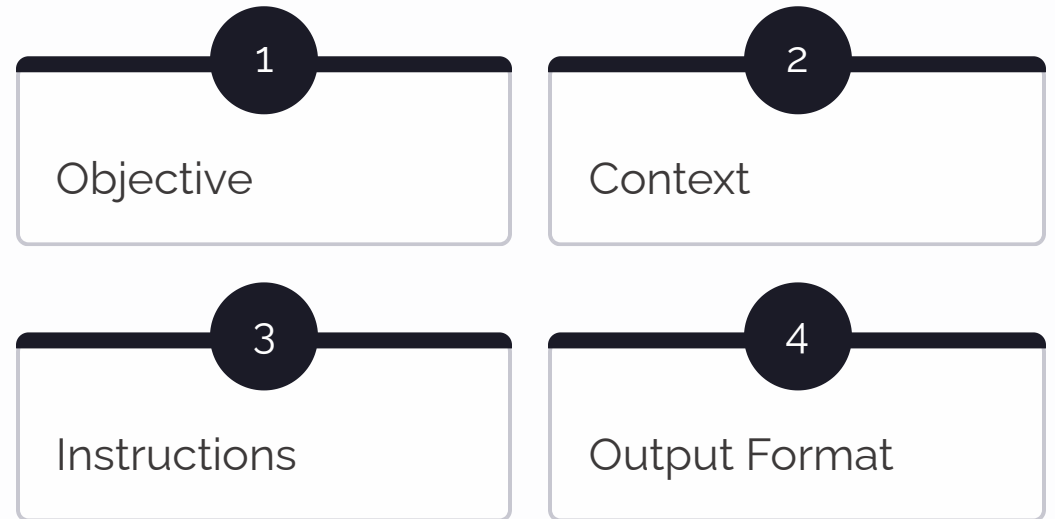 1
Objective
2
Context
3
Instructions
4
Output Format